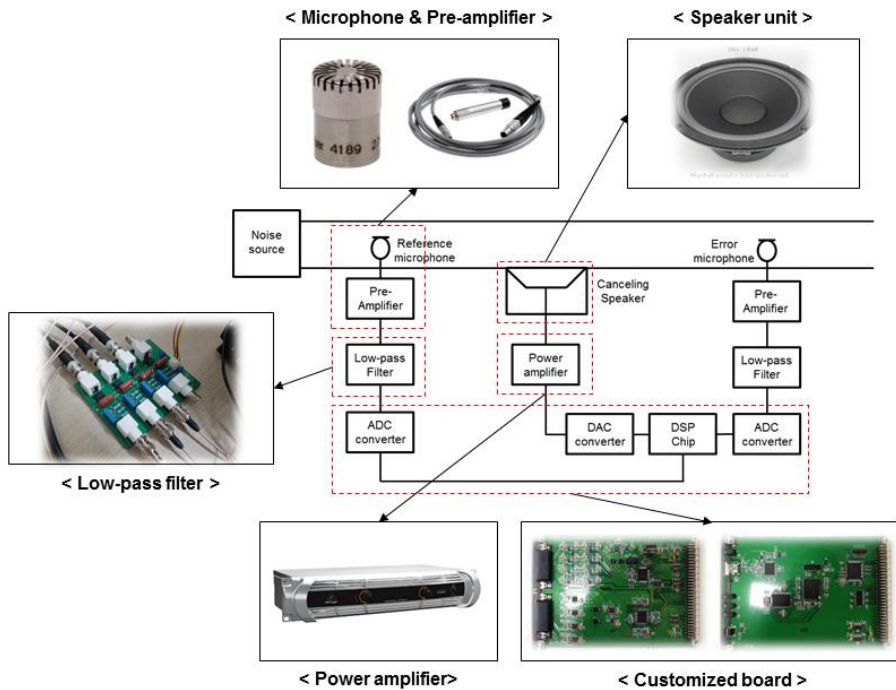 < Microphone & Pre-amplifier >
< Speaker unit >
4189
Noise
source
Reference
microphone
Error
microphone
Pre-
Amplifier
Canceling
Speaker
Pre-
Amplifier
Low-pass
Filter
Power
amplifier
Low-pass
Filter
ADC
converter
DAC
converter
DSP
Chip
ADC
converter
< Low-pass filter >
< Power amplifier>
< Customized board >